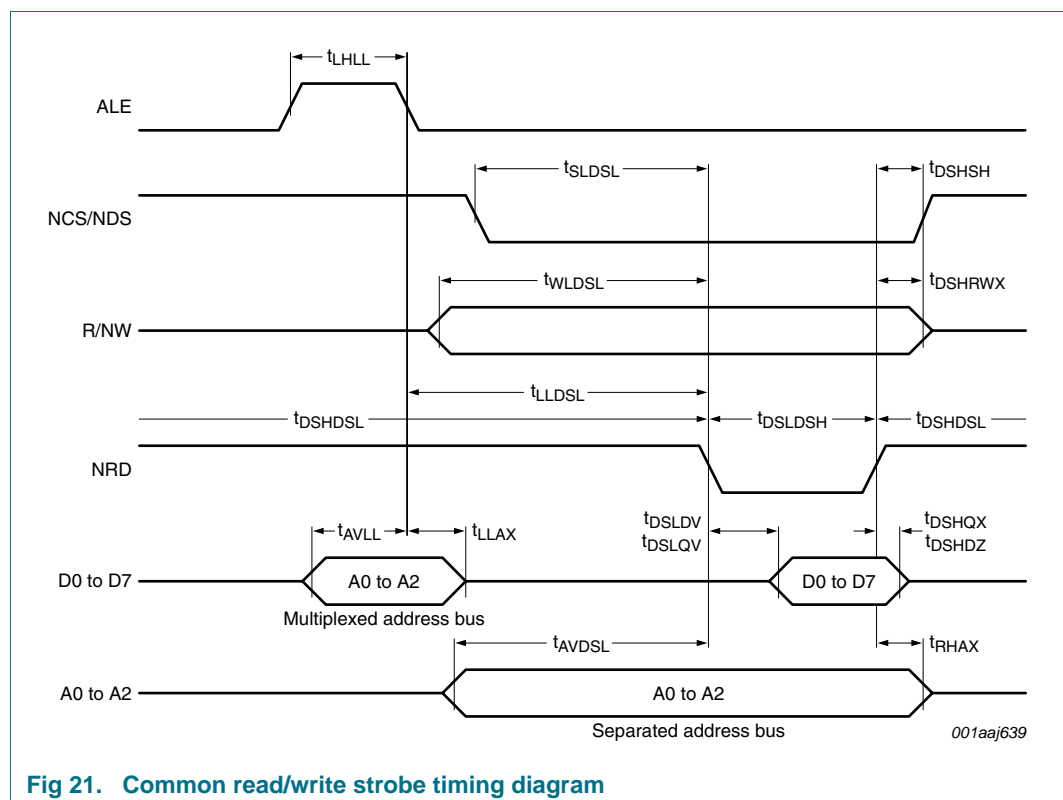 tLHLL
ALE
tSLDSL tDSHSH
NCS/NDS
tWLDSL tDSHRWX
R/NW
tLLDSL
tDSHDSL tDSLDSH tDSHDSL
NRD
tAVLL tLLAX tDSLDV tDSHQX
tDSLQV tDSHDZ
D0 to D7 A0 to A2 D0 to D7
Multiplexed address bus
tAVDSL tRHAX
A0 to A2 A0 to A2
Separated address bus 001aaj639
Fig 21. Common read/write strobe timing diagram